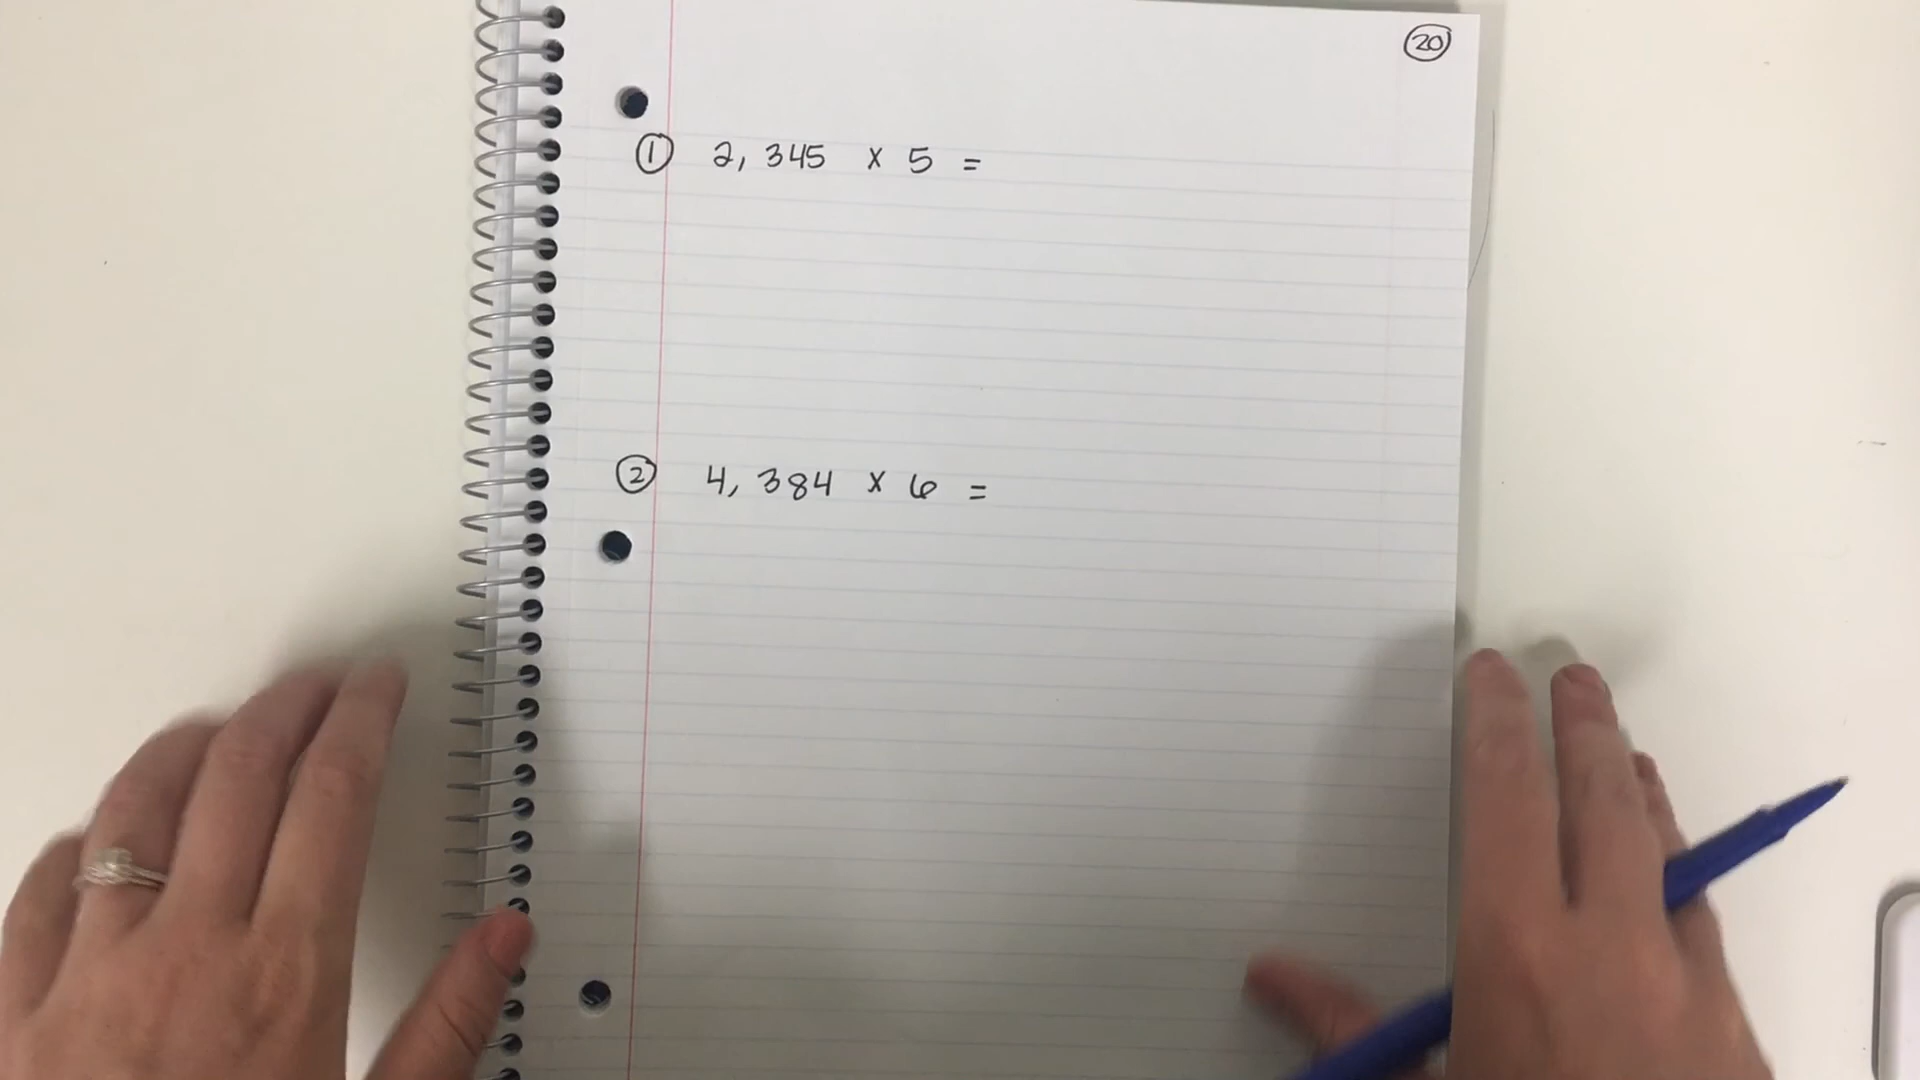 20
1 2,345 x 5 =
2 4,384 x 6 =